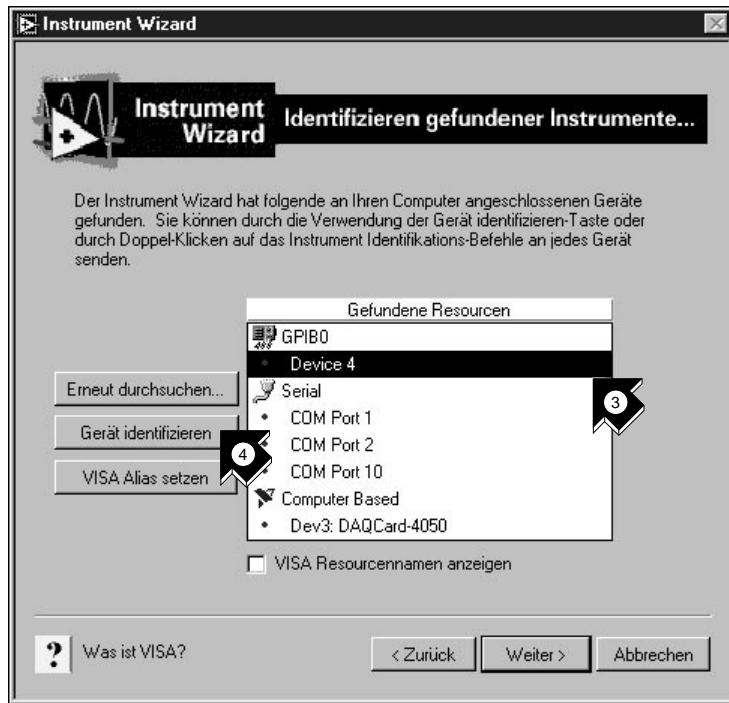 Instrument Wizard
Instrument
Wizard
Identifizieren gefundener Instrumente...
Der Instrument Wizard hat folgende an Ihren Computer angeschlossenen Geräte
gefunden. Sie können durch die Verwendung der Gerät identifizieren-Taste oder
durch Doppel-Klicken auf das Instrument Identifikations-Befehle an jedes Gerät
senden.
Gefundene Resourcen
GPIB0
Device 4
Serial
COM Port 1
COM Port 2
COM Port 10
Computer Based
Dev3: DAQCard-4050
3
Erneut durchsuchen...
Gerät identifizieren
4
VISA Alias setzen
VISA Resourcennamen anzeigen
? Was ist VISA?
< Zurück
Weiter >
Abbrechen